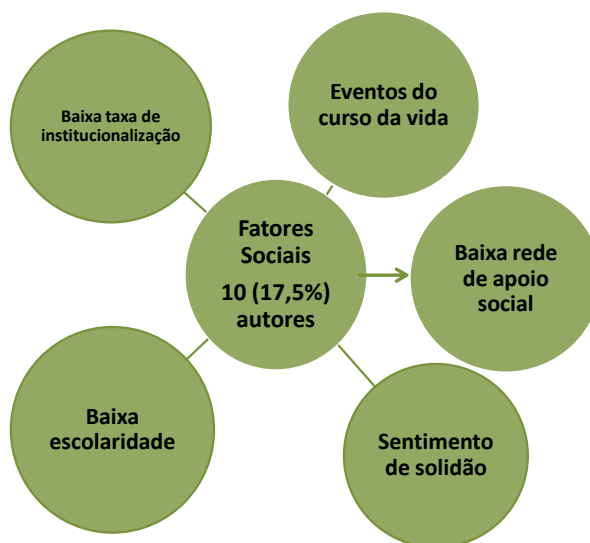 Baixa taxa de
institucionalização
Eventos do
curso da vida
Fatores
Sociais
10 (17,5%)
autores
Baixa rede
de apoio
social
Baixa
escolaridade
Sentimento
de solidão